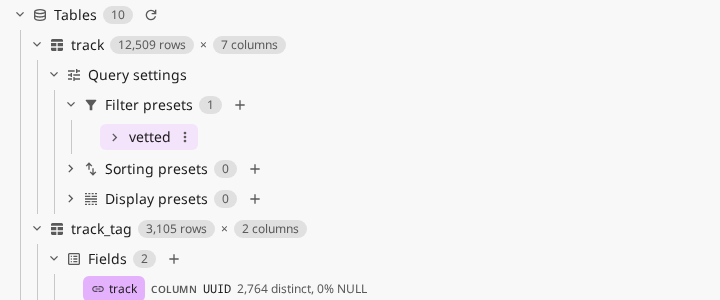 Tables 10
track 12,509 rows × 7 columns
Query settings
Filter presets 1 +
vetted
Sorting presets 0 +
Display presets 0 +
track_tag 3,105 rows × 2 columns
Fields 2 +
track COLUMN UUID 2,764 distinct, 0% NULL